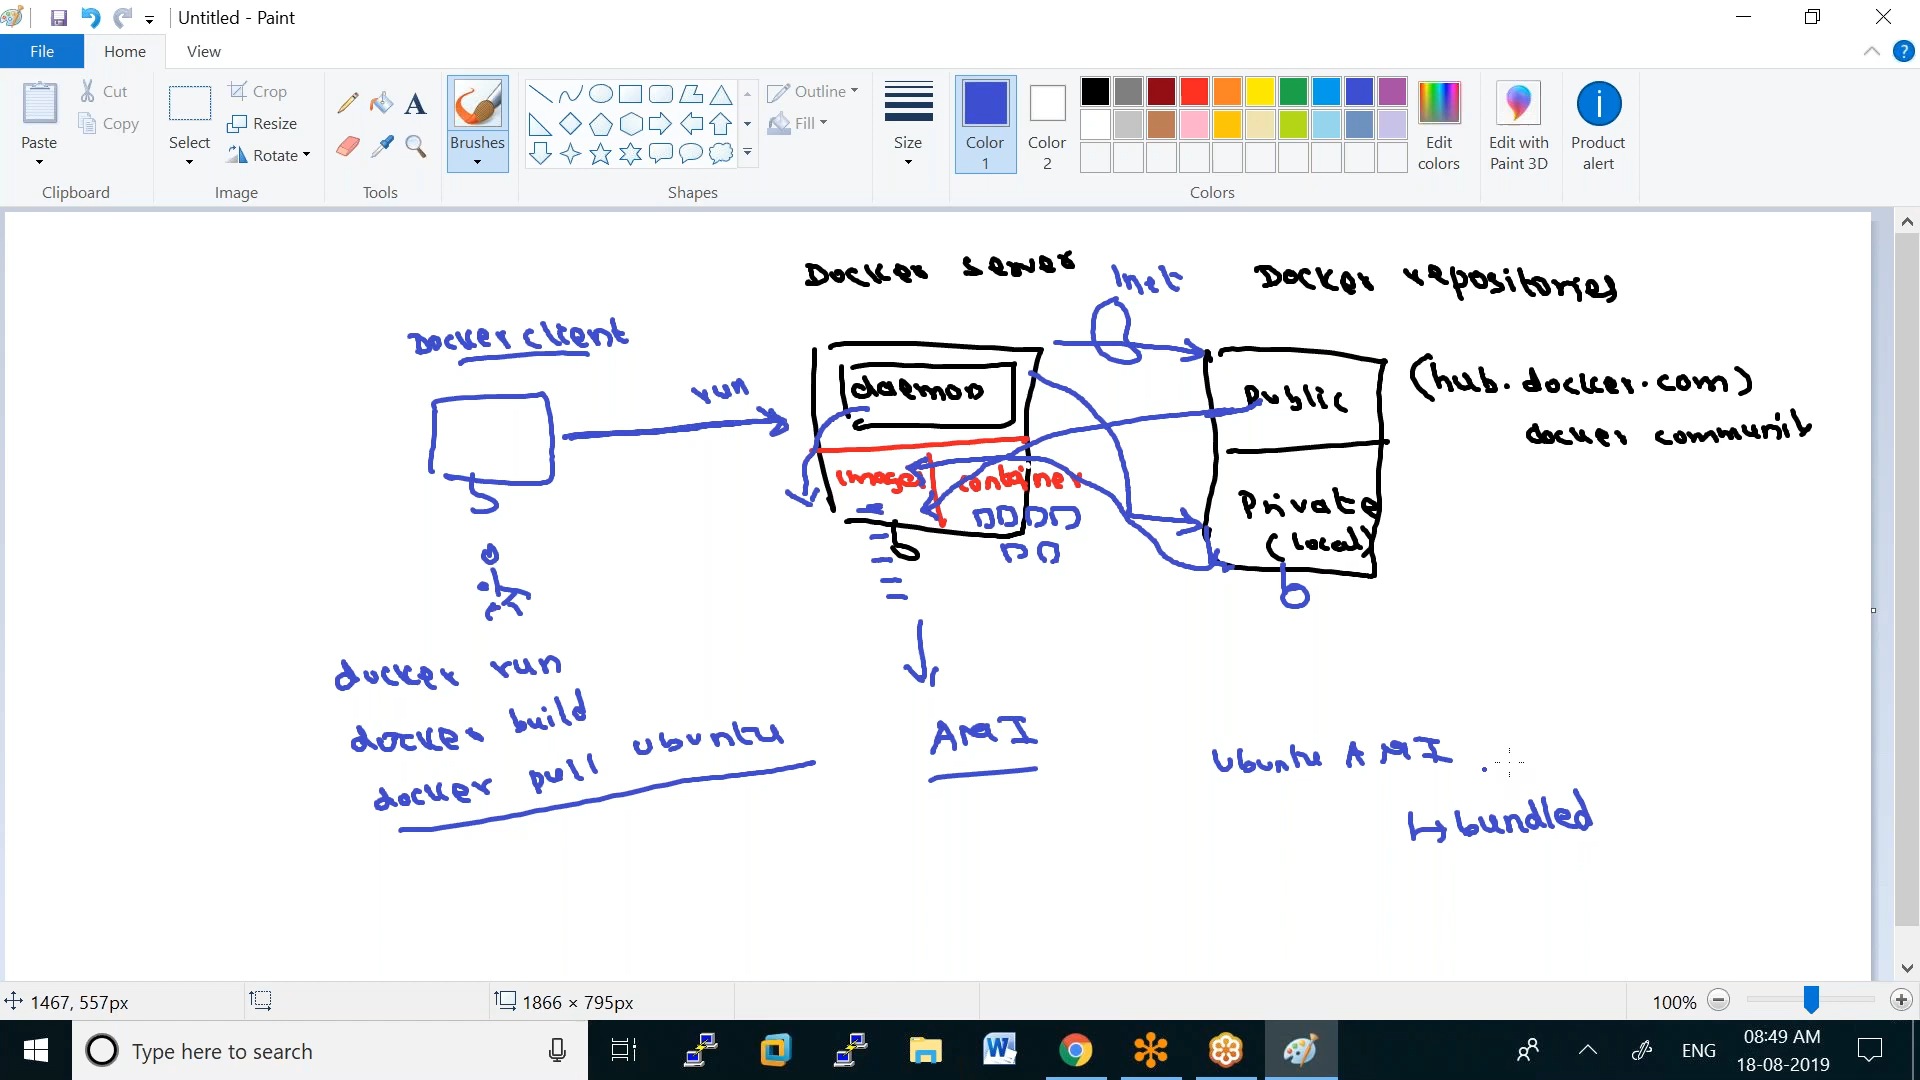 Untitled - Paint
File
Home
View
Paste
Cut
Copy
Clipboard
Select
Crop
Resize
Rotate
Image
Tools
Brushes
Shapes
Outline
Fill
Size
Color 1
Color 2
Colors
Edit colors
Edit with Paint 3D
Product alert
Docker server
Inet
Docker repositories
Docker client
run
daemon
Public
(hub.docker.com)
docker communit
images
container
Private
(local)
docker run
docker build
docker pull ubuntu
AMI
Ubuntu AMI .
bundled
1467, 557px
1866 × 795px
100%
Type here to search
ENG
08:49 AM
18-08-2019